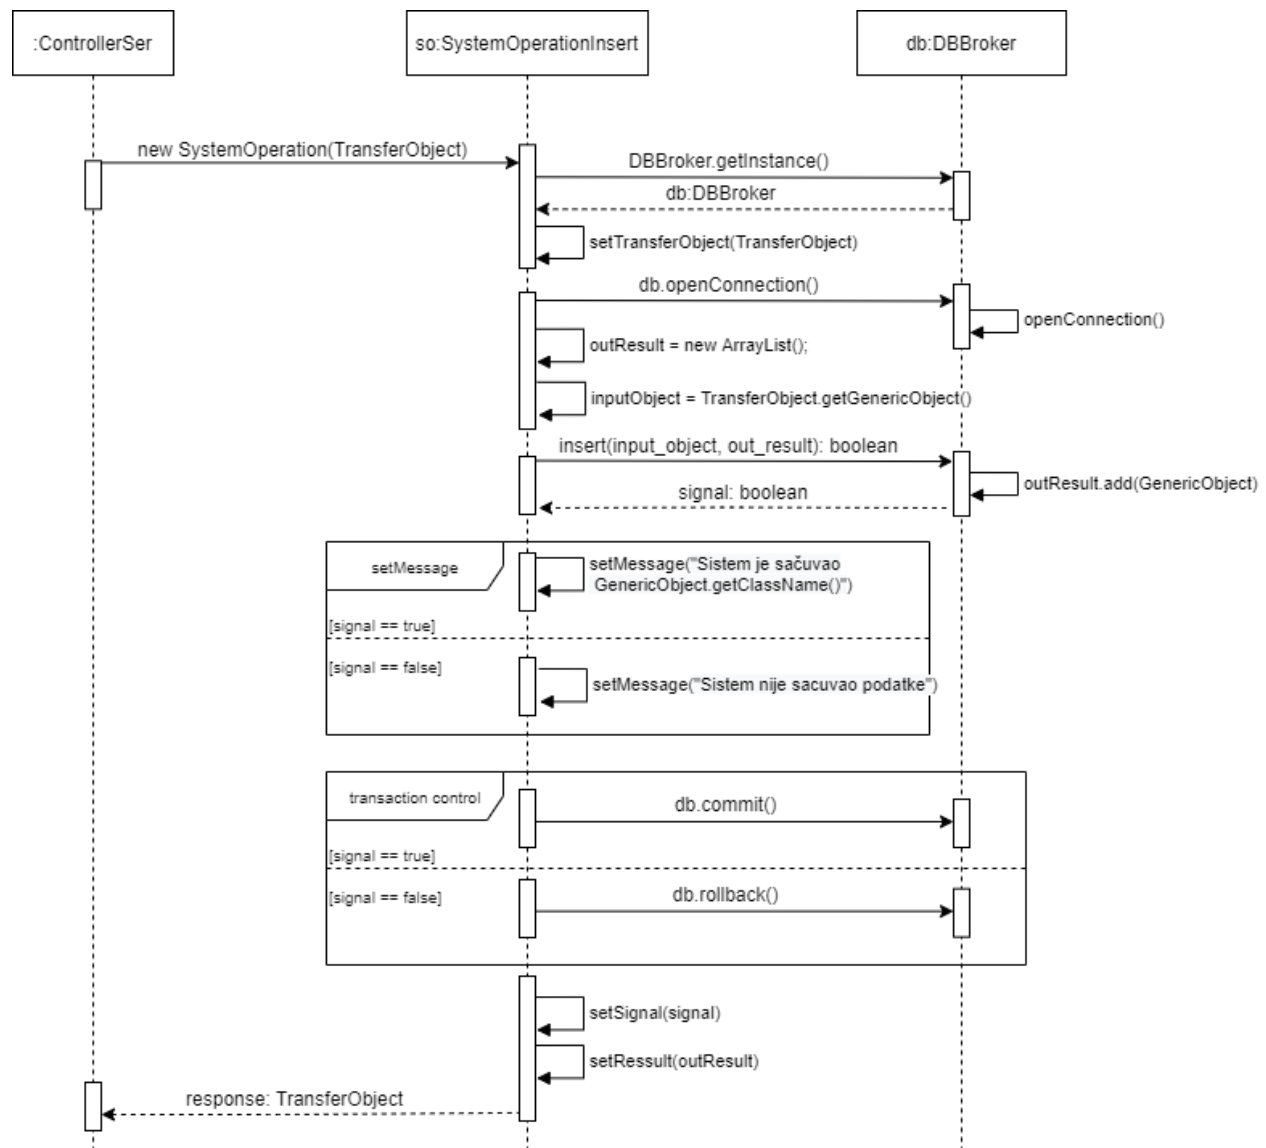 :ControllerSer
so:SystemOperationInsert
db:DBBroker
new SystemOperation(TransferObject)
DBBroker.getInstance()
db:DBBroker
setTransferObject(TransferObject)
db.openConnection()
openConnection()
outResult = new ArrayList();
inputObject = TransferObject.getGenericObject()
insert(input_object, out_result): boolean
outResult.add(GenericObject)
signal: boolean
setMessage
setMessage("Sistem je sačuvao
GenericObject.getClassName()")
[signal == true]
[signal == false]
setMessage("Sistem nije sacuvao podatke")
transaction control
db.commit()
[signal == true]
[signal == false]
db.rollback()
setSignal(signal)
setRessult(outResult)
response: TransferObject